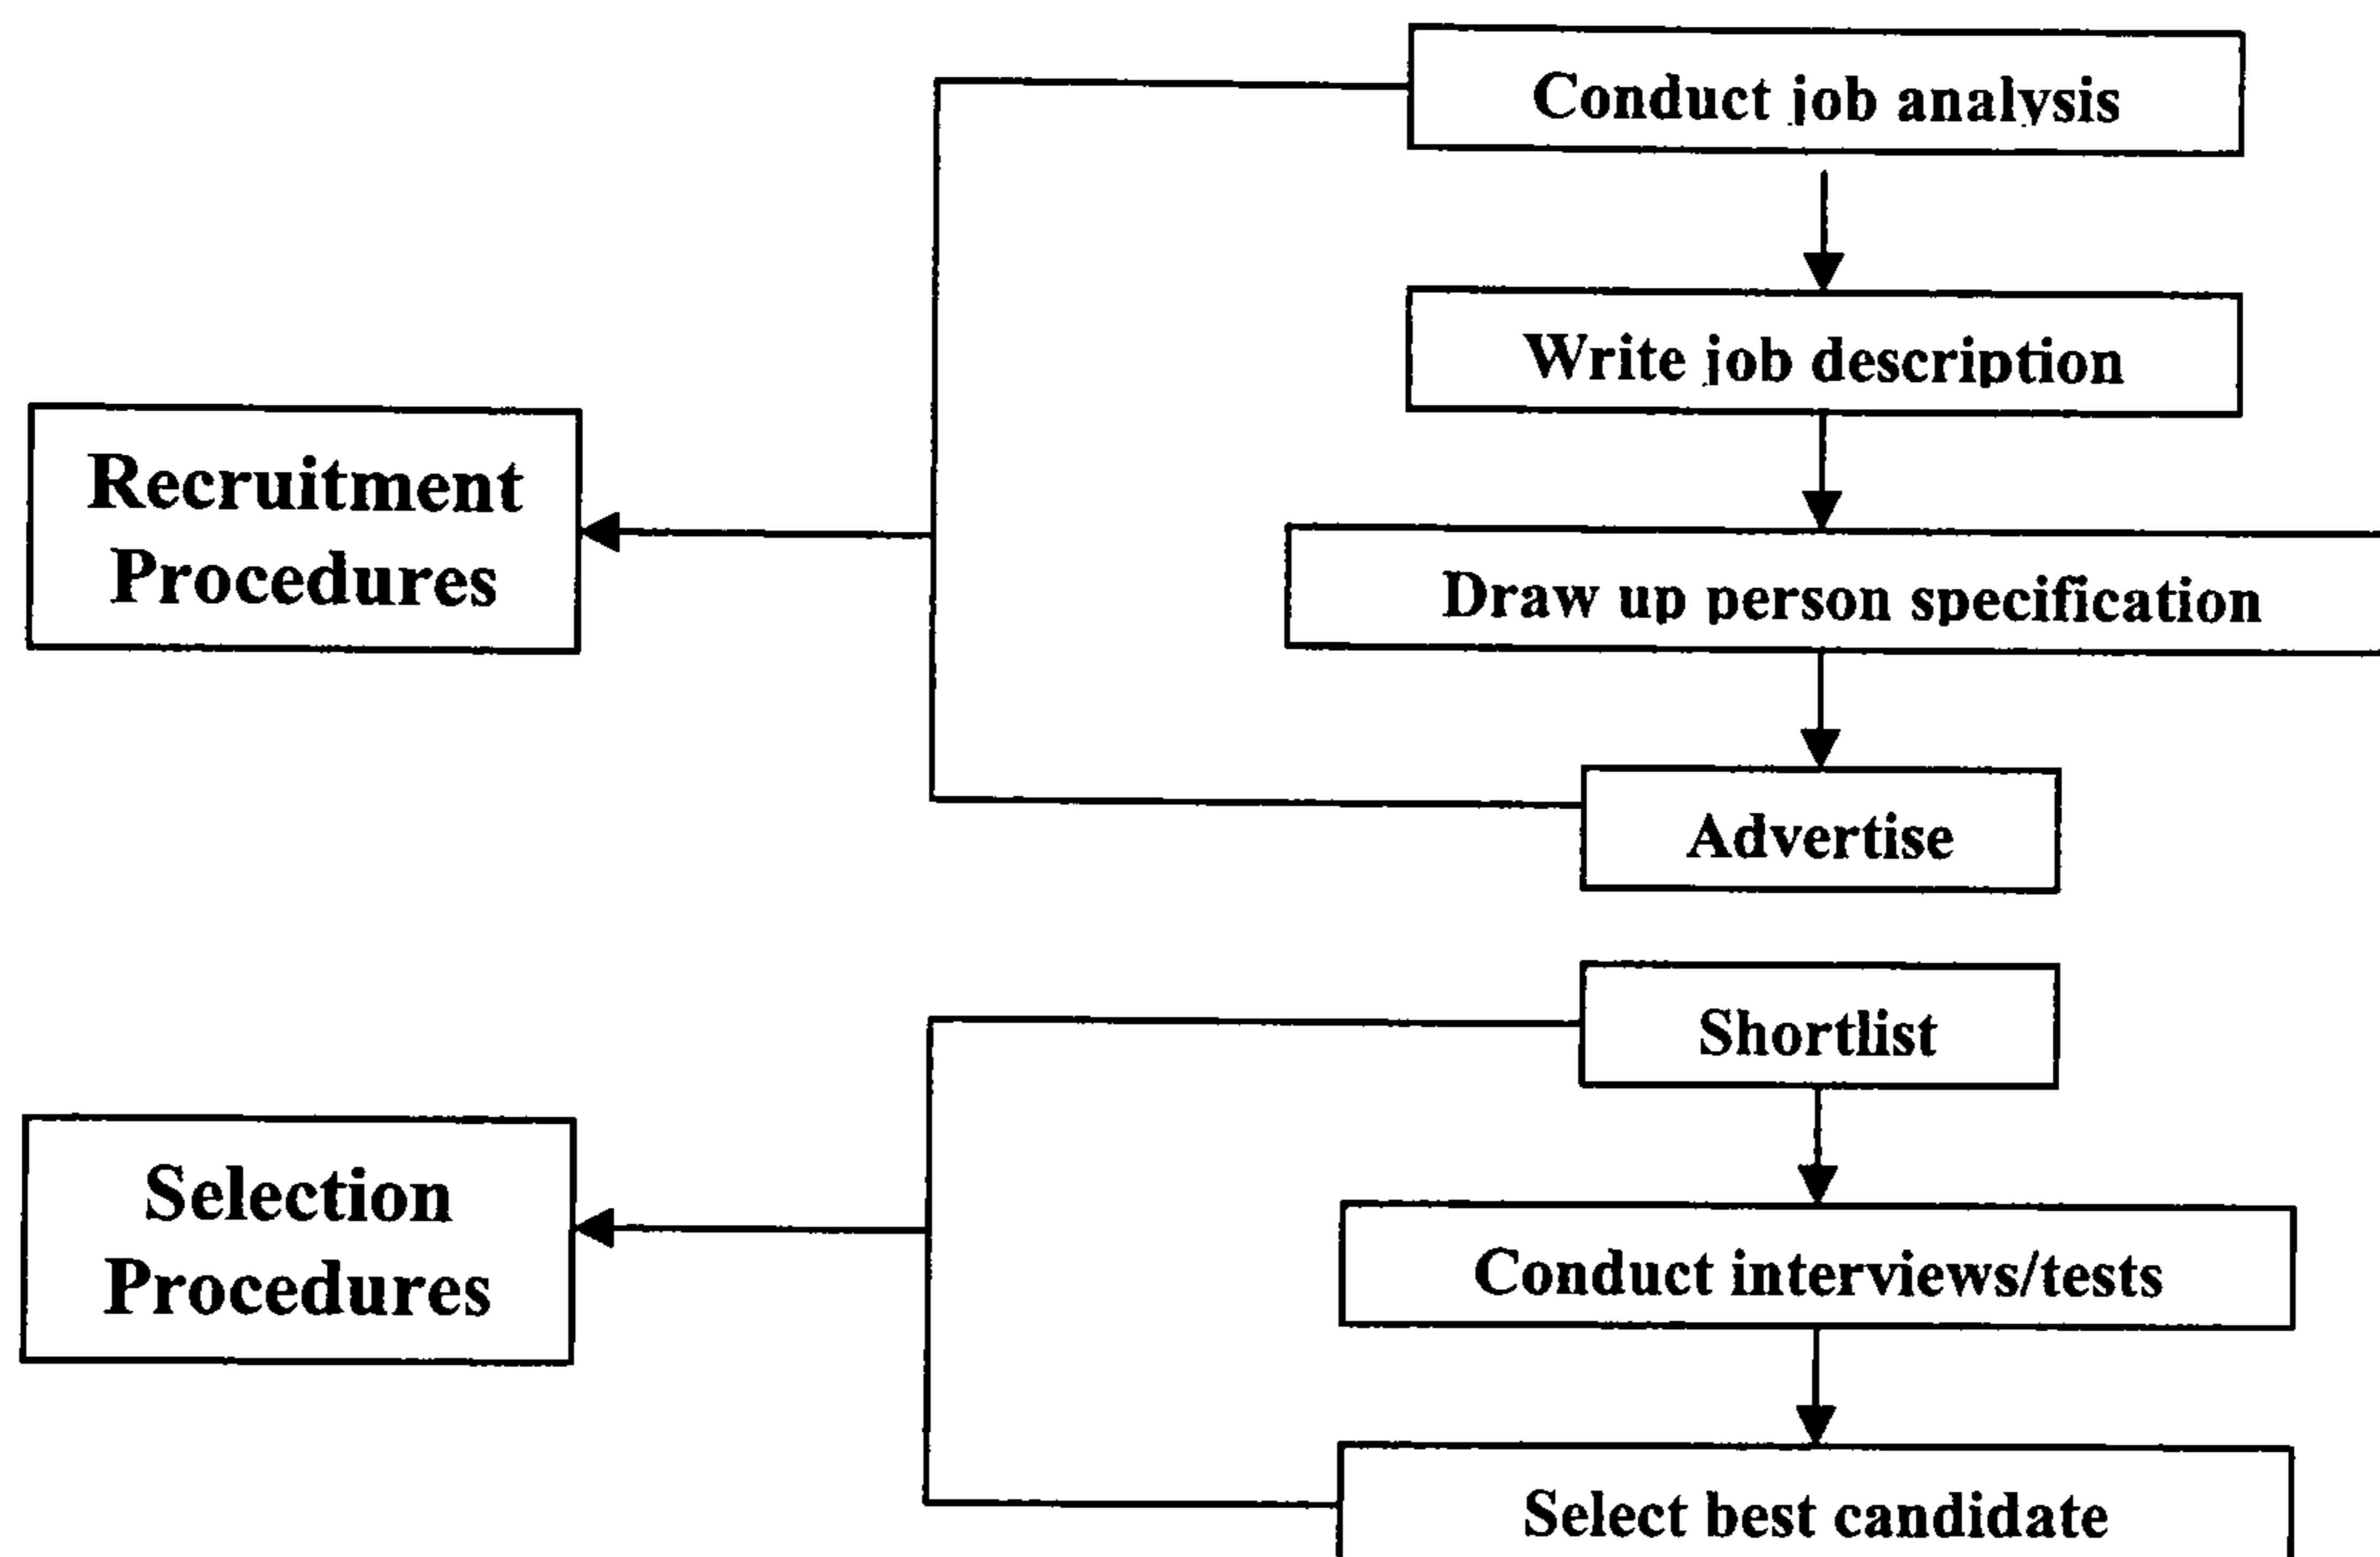 Conduct job analysis
Write job description
Recruitment
Procedures
Draw up person specification
Advertise
Shortlist
Selection
Procedures
Conduct interviews/tests
Select best candidate